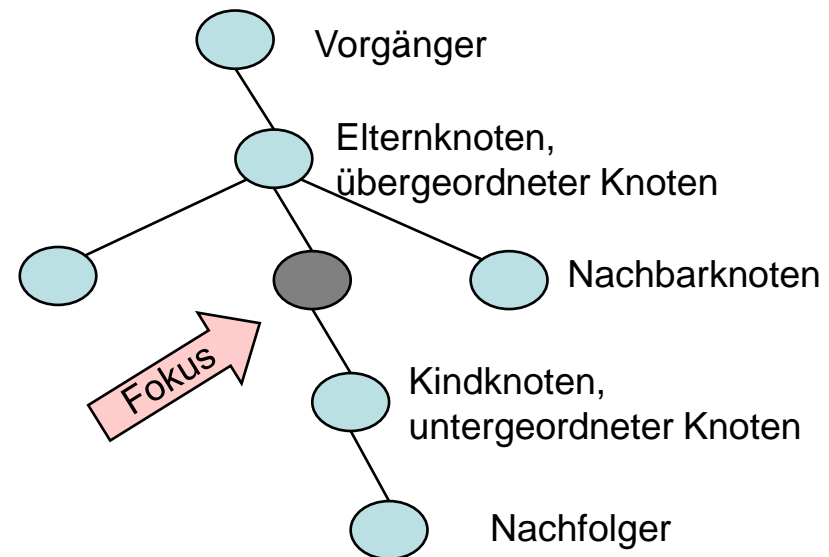 Vorgänger
Elternknoten,
übergeordneter Knoten
Nachbarknoten
Fokus
Kindknoten,
untergeordneter Knoten
Nachfolger